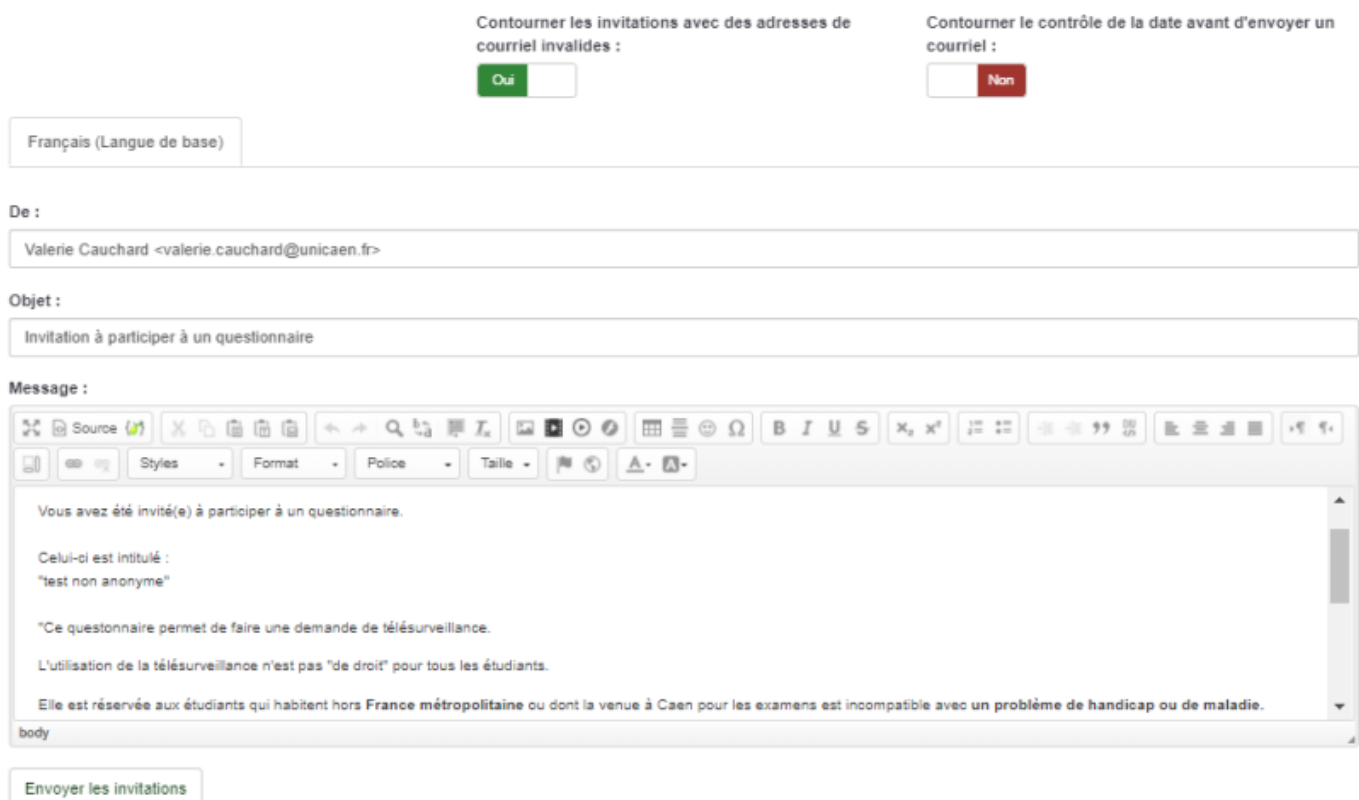 Contourner les invitations avec des adresses de
courriel invalides :
Oui
Contourner le contrôle de la date avant d'envoyer un
courriel :
Non
Français (Langue de base)
De :
Valerie Cauchard <valerie.cauchard@unicaen.fr>
Objet :
Invitation à participer à un questionnaire
Message :
Source
Styles
Format
Police
Taille
Vous avez été invité(e) à participer à un questionnaire.
Celui-ci est intitulé :
"test non anonyme"
"Ce questonnaire permet de faire une demande de télésurveillance.
L'utilisation de la télésurveillance n'est pas "de droit" pour tous les étudiants.
Elle est réservée aux étudiants qui habitent hors France métropolitaine ou dont la venue à Caen pour les examens est incompatible avec un problème de handicap ou de maladie.
body
Envoyer les invitations